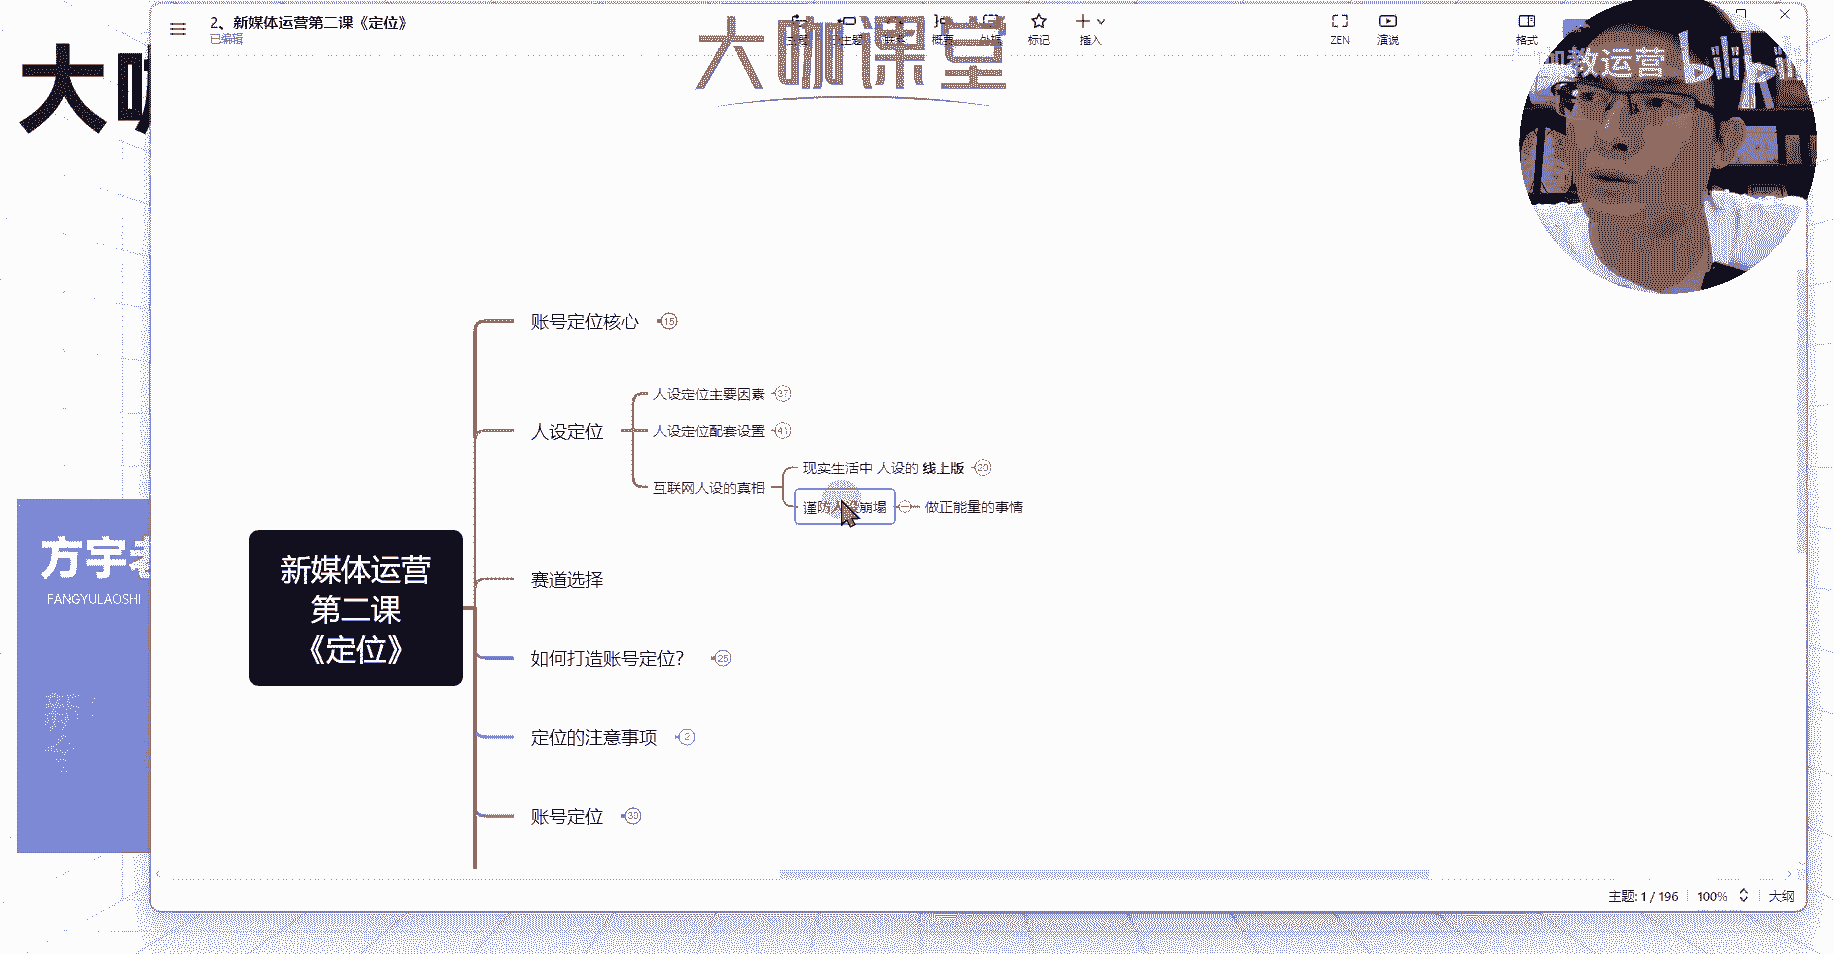 2、新媒体运营第二课《定位》
已编辑
大咖课堂
概要
标记
插入
ZEN
演说
格式
教运营
bilibili
大咖
账号定位核心 15
人设定位主要因素
人设定位
人设定位配套设置 41
现实生活中 人设的 线上版 20
互联网人设的真相
谨防人设崩塌
做正能量的事情
方宇老
FANGYULAOSHI
新媒体运营
第二课
《定位》
赛道选择
如何打造账号定位? 25
定位的注意事项 2
账号定位 30
主题: 1 / 196
100%
大纲